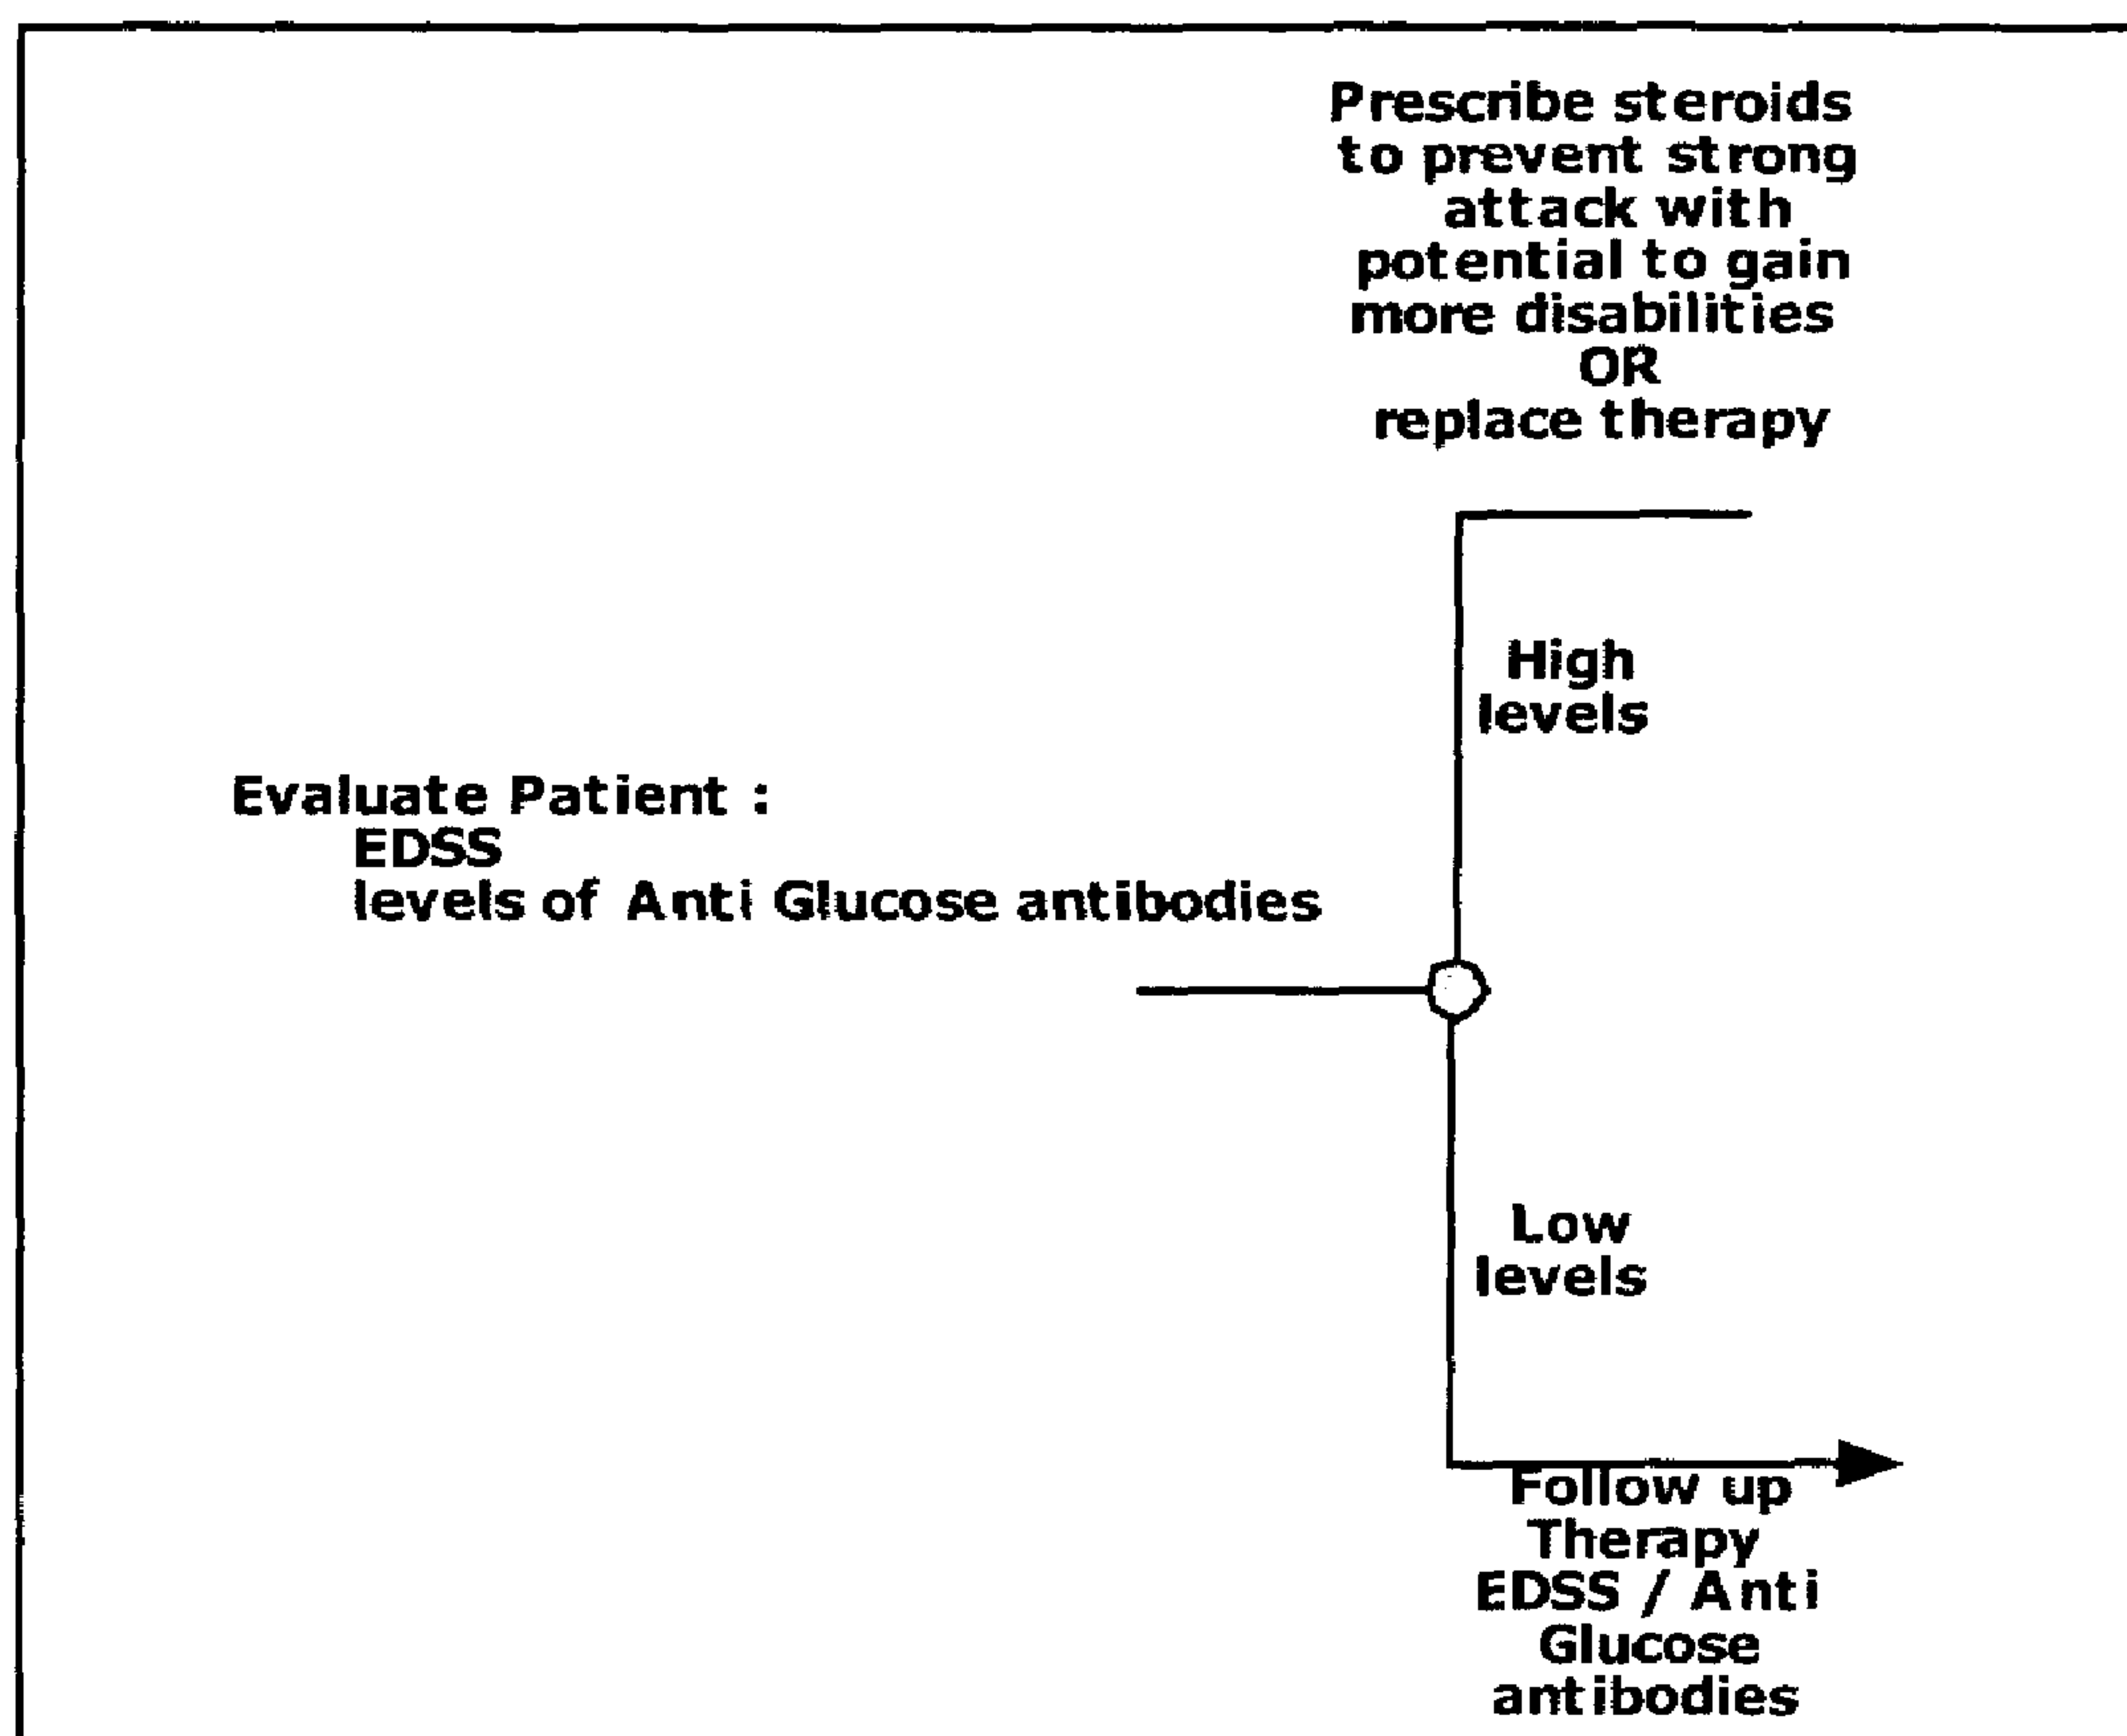 Prescribe steroids
to prevent strong
attack with
potential to gain
more disabilities
OR
replace therapy
High
levels
Evaluate Patient :
EDSS
levels of Anti Glucose antibodies
Low
levels
Follow up
Therapy
EDSS / Anti
Glucose
antibodies